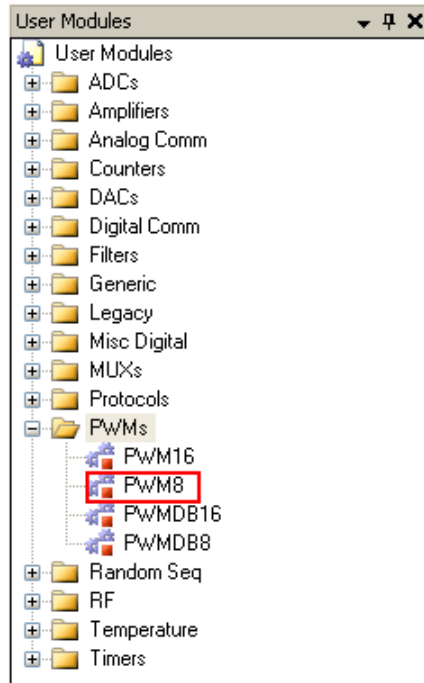 User Modules
User Modules
ADCs
Amplifiers
Analog Comm
Counters
DACs
Digital Comm
Filters
Generic
Legacy
Misc Digital
MUXs
Protocols
PWMs
PWM16
PWM8
PWMDB16
PWMDB8
Random Seq
RF
Temperature
Timers